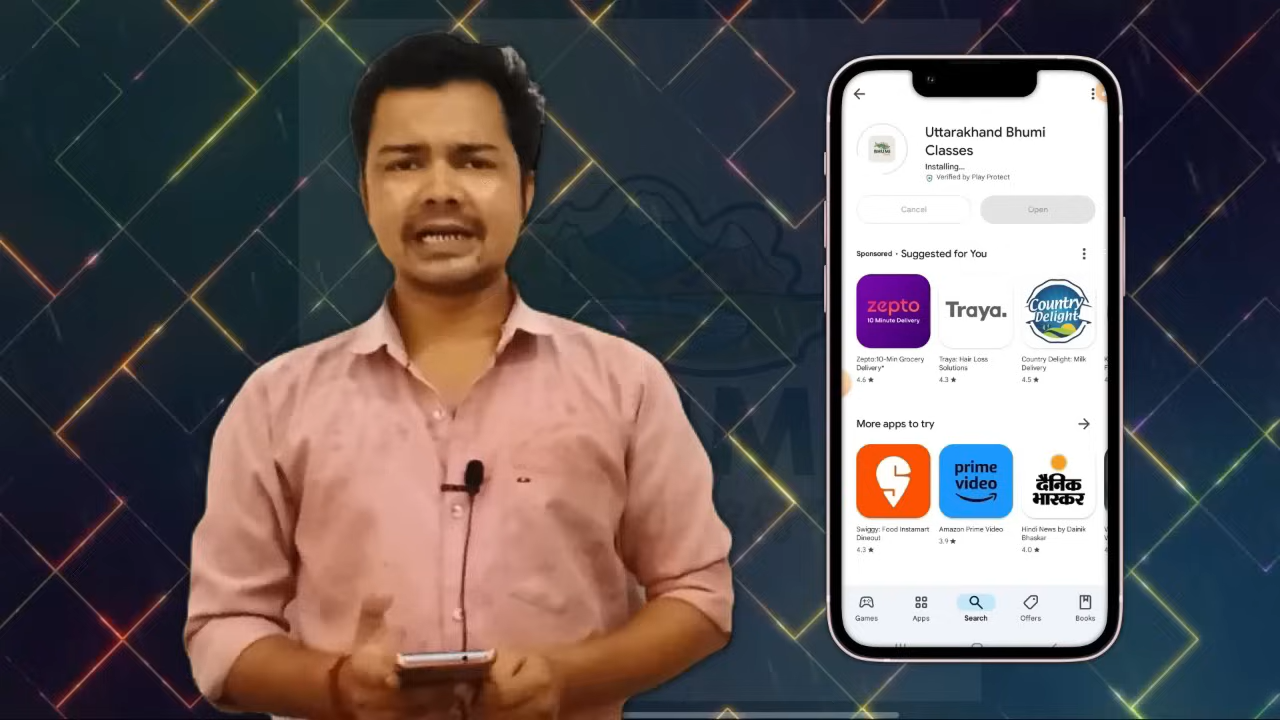 Uttarakhand Bhumi
Classes
Installing...
Verified by Play Protect
Cancel
Open
Sponsored · Suggested for You
zepto
10 Minute Delivery
Traya.
Country
Delight
Zepto:10-Min Grocery
Delivery*
4.6 ★
Traya: Hair Loss
Solutions
4.3 ★
Country Delight: Milk
Delivery
4.5 ★
More apps to try
prime
video
दैनिक
भास्कर
Swiggy: Food Instamart
Dineout
4.3 ★
Amazon Prime Video
3.9 ★
Hindi News by Dainik
Bhaskar
4.0 ★
Games
Apps
Search
Offers
Books